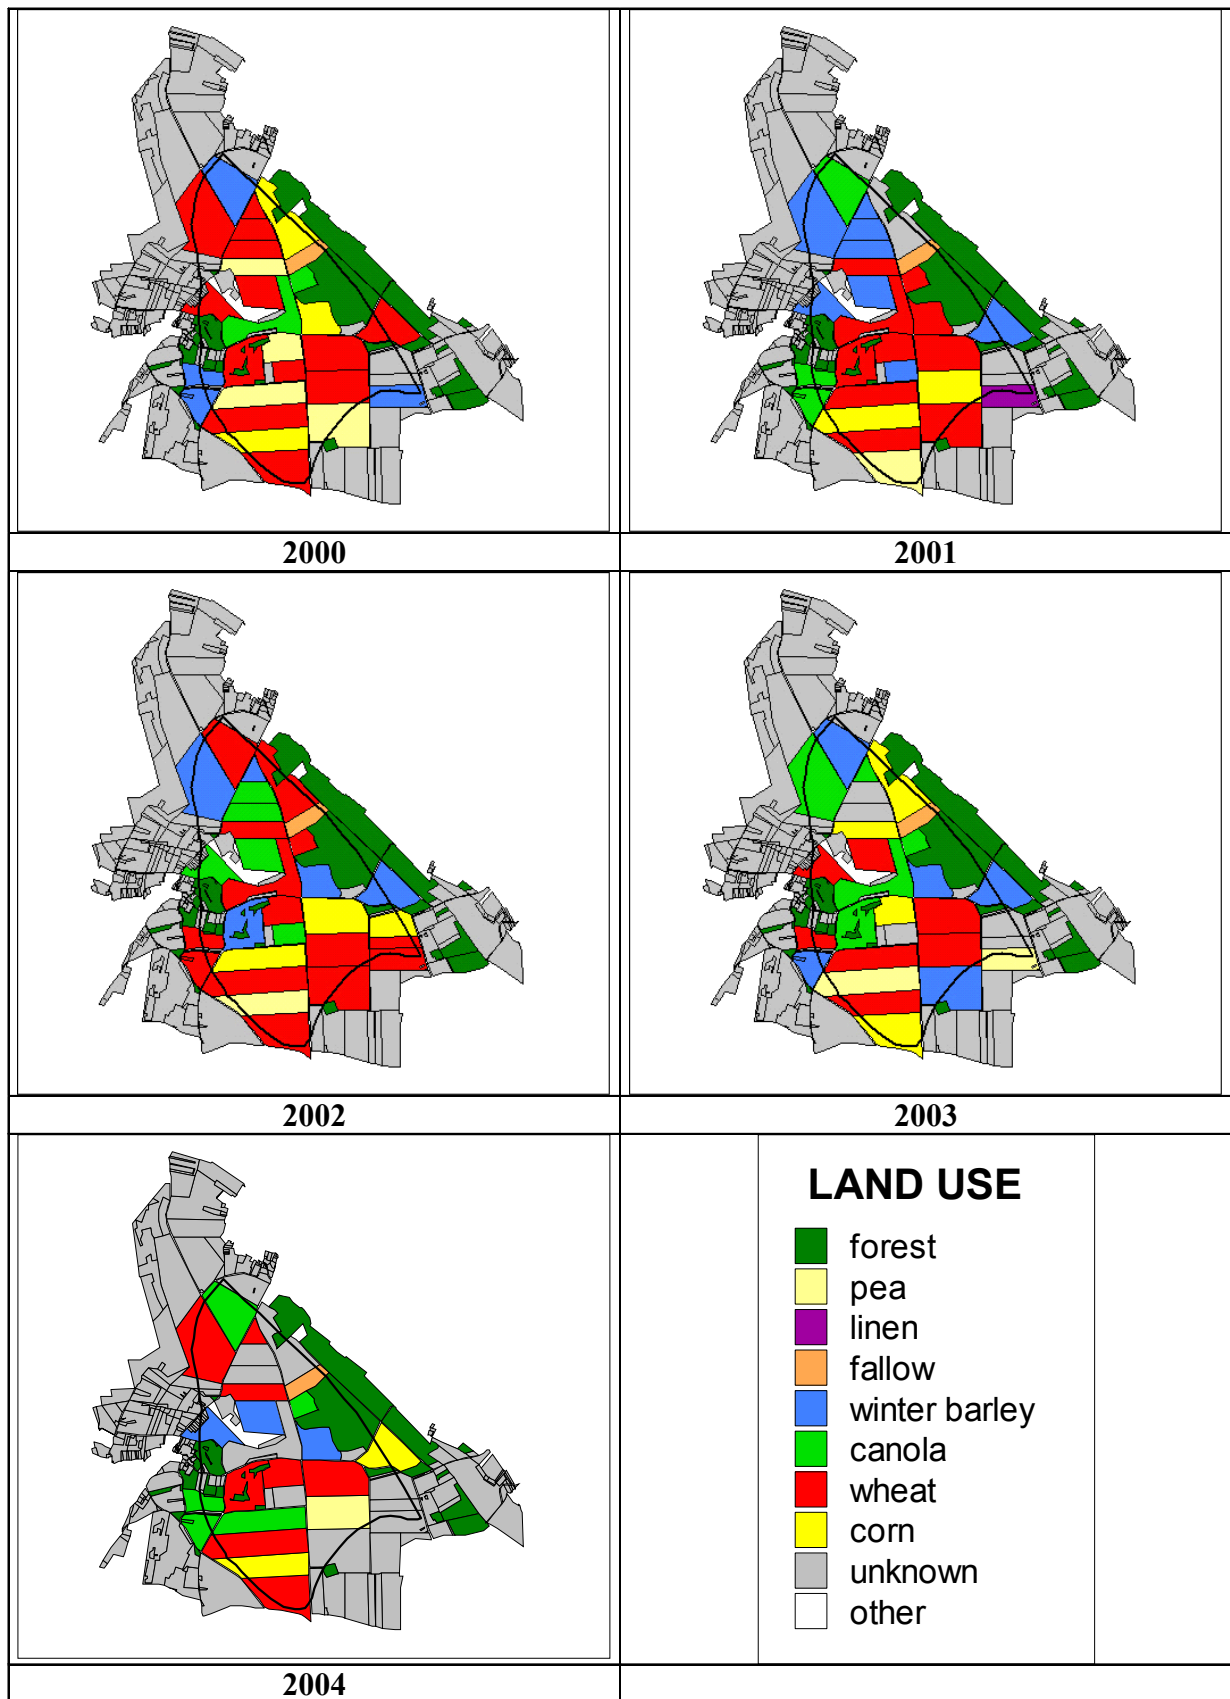 2000
2001
2002
2003
LAND USE
forest
pea
linen
fallow
winter barley
canola
wheat
corn
unknown
other
2004